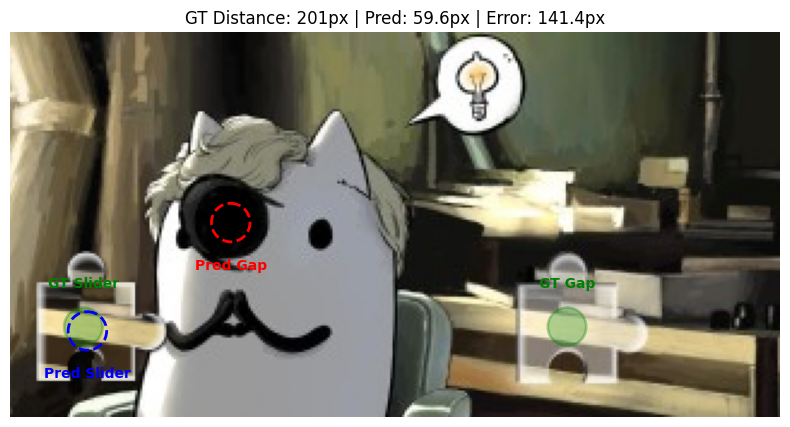 GT Distance: 201px | Pred: 59.6px | Error: 141.4px
Pred Gap
GT Slider
GT Gap
Pred Slider